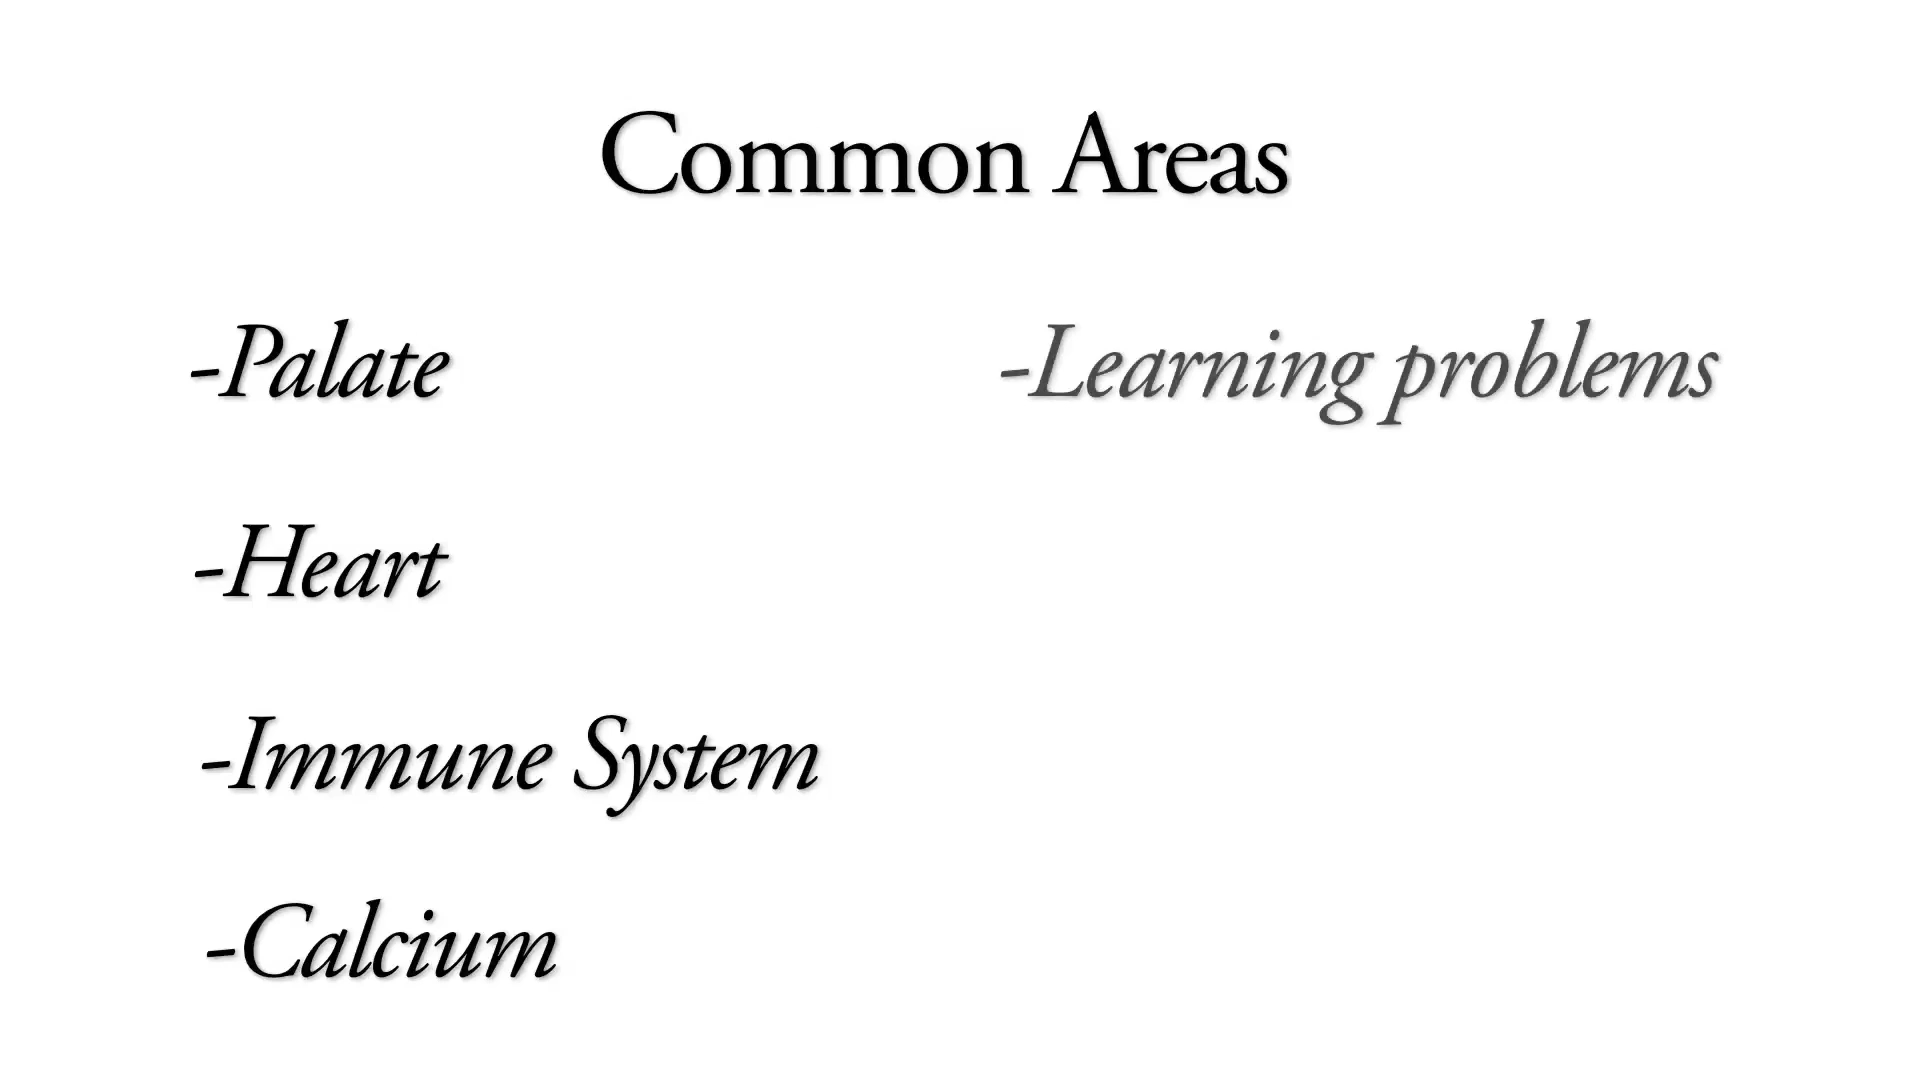 Common Areas
-Palate
-Heart
-Immune System
-Calcium
-Learning problems